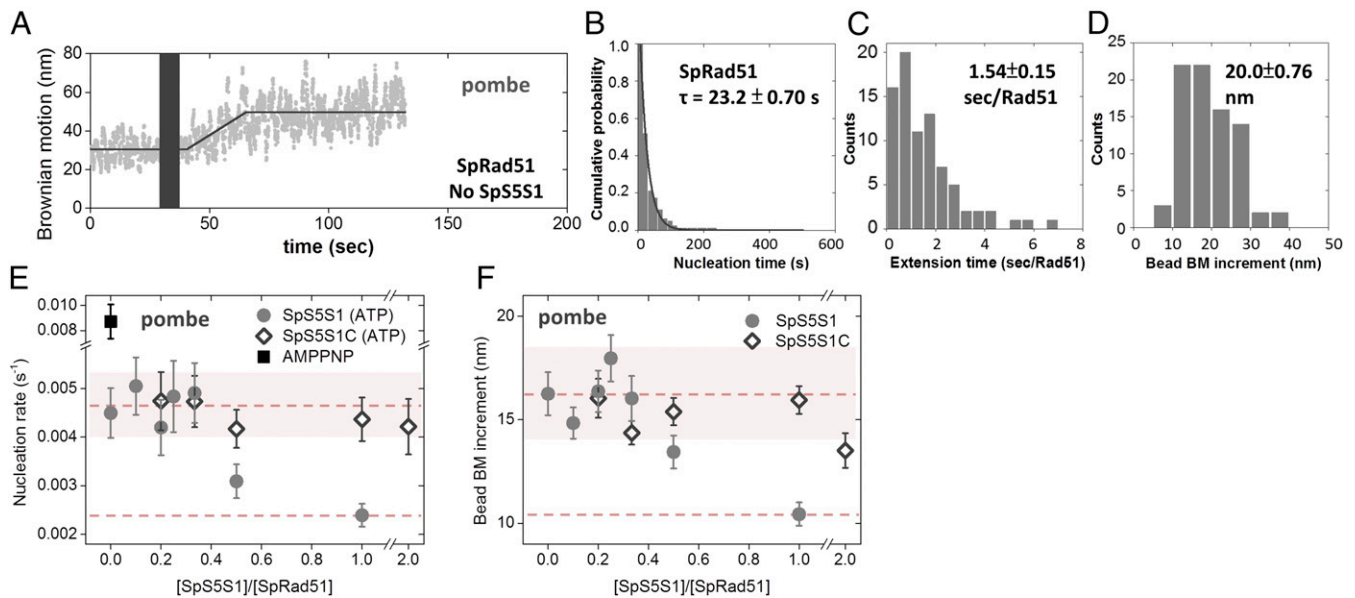 A
Brownian motion (nm)
80
60
40
20
0
pombe
SpRad51
No SpS5S1
0
50
100
150
200
time (sec)
B
Cumulative probability
1.0
0.8
0.6
0.4
0.2
0.0
SpRad51
τ = 23.2 ± 0.70 s
0
200
400
600
Nucleation time (s)
C
Counts
20
15
10
5
0
1.54±0.15
sec/Rad51
0
2
4
6
8
Extension time (sec/Rad51)
D
Counts
25
20
15
10
5
0
20.0±0.76
nm
0
10
20
30
40
50
Bead BM increment (nm)
E
Nucleation rate (s⁻¹)
0.010
0.008
0.005
0.004
0.003
0.002
pombe
SpS5S1 (ATP)
SpS5S1C (ATP)
AMPPNP
0.0
0.2
0.4
0.6
0.8
1.0
2.0
[SpS5S1]/[SpRad51]
F
Bead BM increment (nm)
20
15
10
pombe
SpS5S1
SpS5S1C
0.0
0.2
0.4
0.6
0.8
1.0
2.0
[SpS5S1]/[SpRad51]